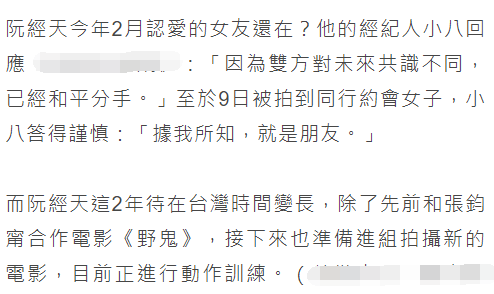 阮經天今年2月認愛的女友還在？他的經紀人小八回
應：「因為雙方對未來共識不同，
已經和平分手。」至於9日被拍到同行約會女子，小
八答得謹慎：「據我所知，就是朋友。」
而阮經天這2年待在台灣時間變長，除了先前和張鈞
甯合作電影《野鬼》，接下來也準備進組拍攝新的
電影，目前正進行動作訓練。（